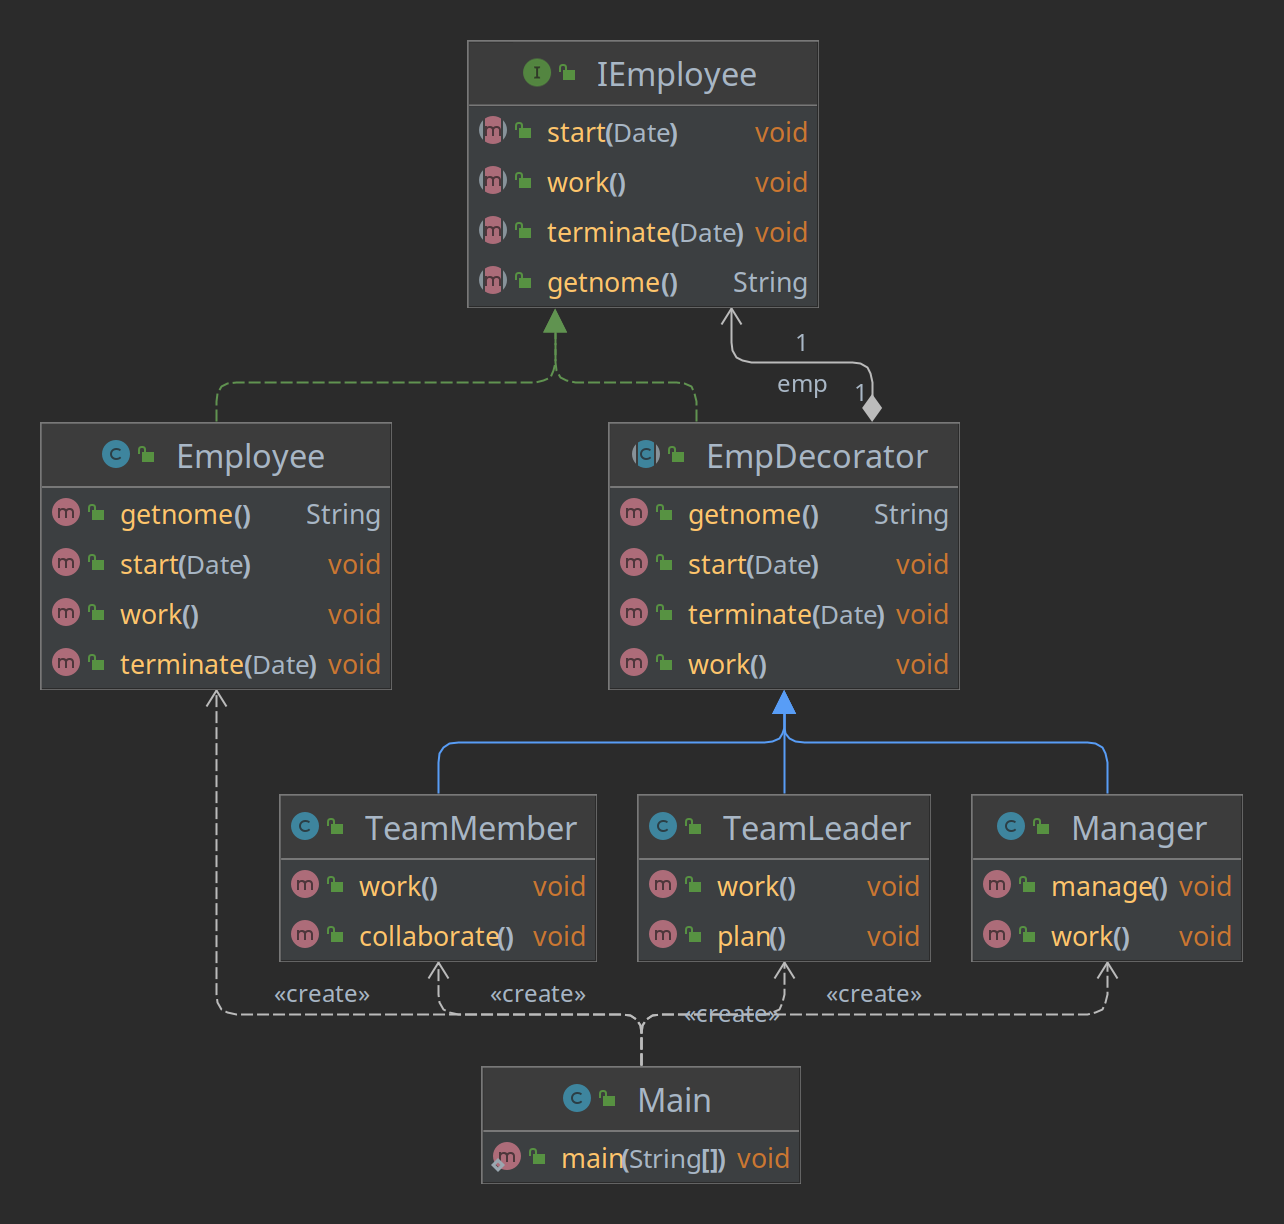 IEmployee
start(Date) void
work() void
terminate(Date) void
getnome() String
1
emp
1
Employee
getnome() String
start(Date) void
work() void
terminate(Date) void
EmpDecorator
getnome() String
start(Date) void
terminate(Date) void
work() void
TeamMember
work() void
collaborate() void
TeamLeader
work() void
plan() void
Manager
manage() void
work() void
«create»
«create»
«create»
«create»
Main
main(String[]) void